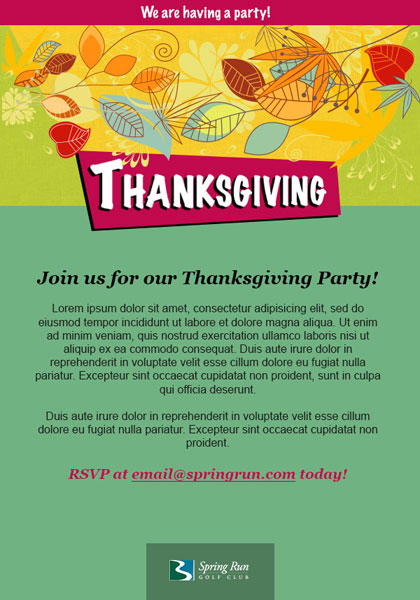 We are having a party!
THANKSGIVING
Join us for our Thanksgiving Party!
Lorem ipsum dolor sit amet, consectetur adipisicing elit, sed do
eiusmod tempor incididunt ut labore et dolore magna aliqua. Ut enim
ad minim veniam, quis nostrud exercitation ullamco laboris nisi ut
aliquip ex ea commodo consequat. Duis aute irure dolor in
reprehenderit in voluptate velit esse cillum dolore eu fugiat nulla
pariatur. Excepteur sint occaecat cupidatat non proident, sunt in culpa
qui officia deserunt.
Duis aute irure dolor in reprehenderit in voluptate velit esse cillum
dolore eu fugiat nulla pariatur. Excepteur sint occaecat cupidatat non
proident.
RSVP at email@springrun.com today!
Spring Run
GOLF CLUB